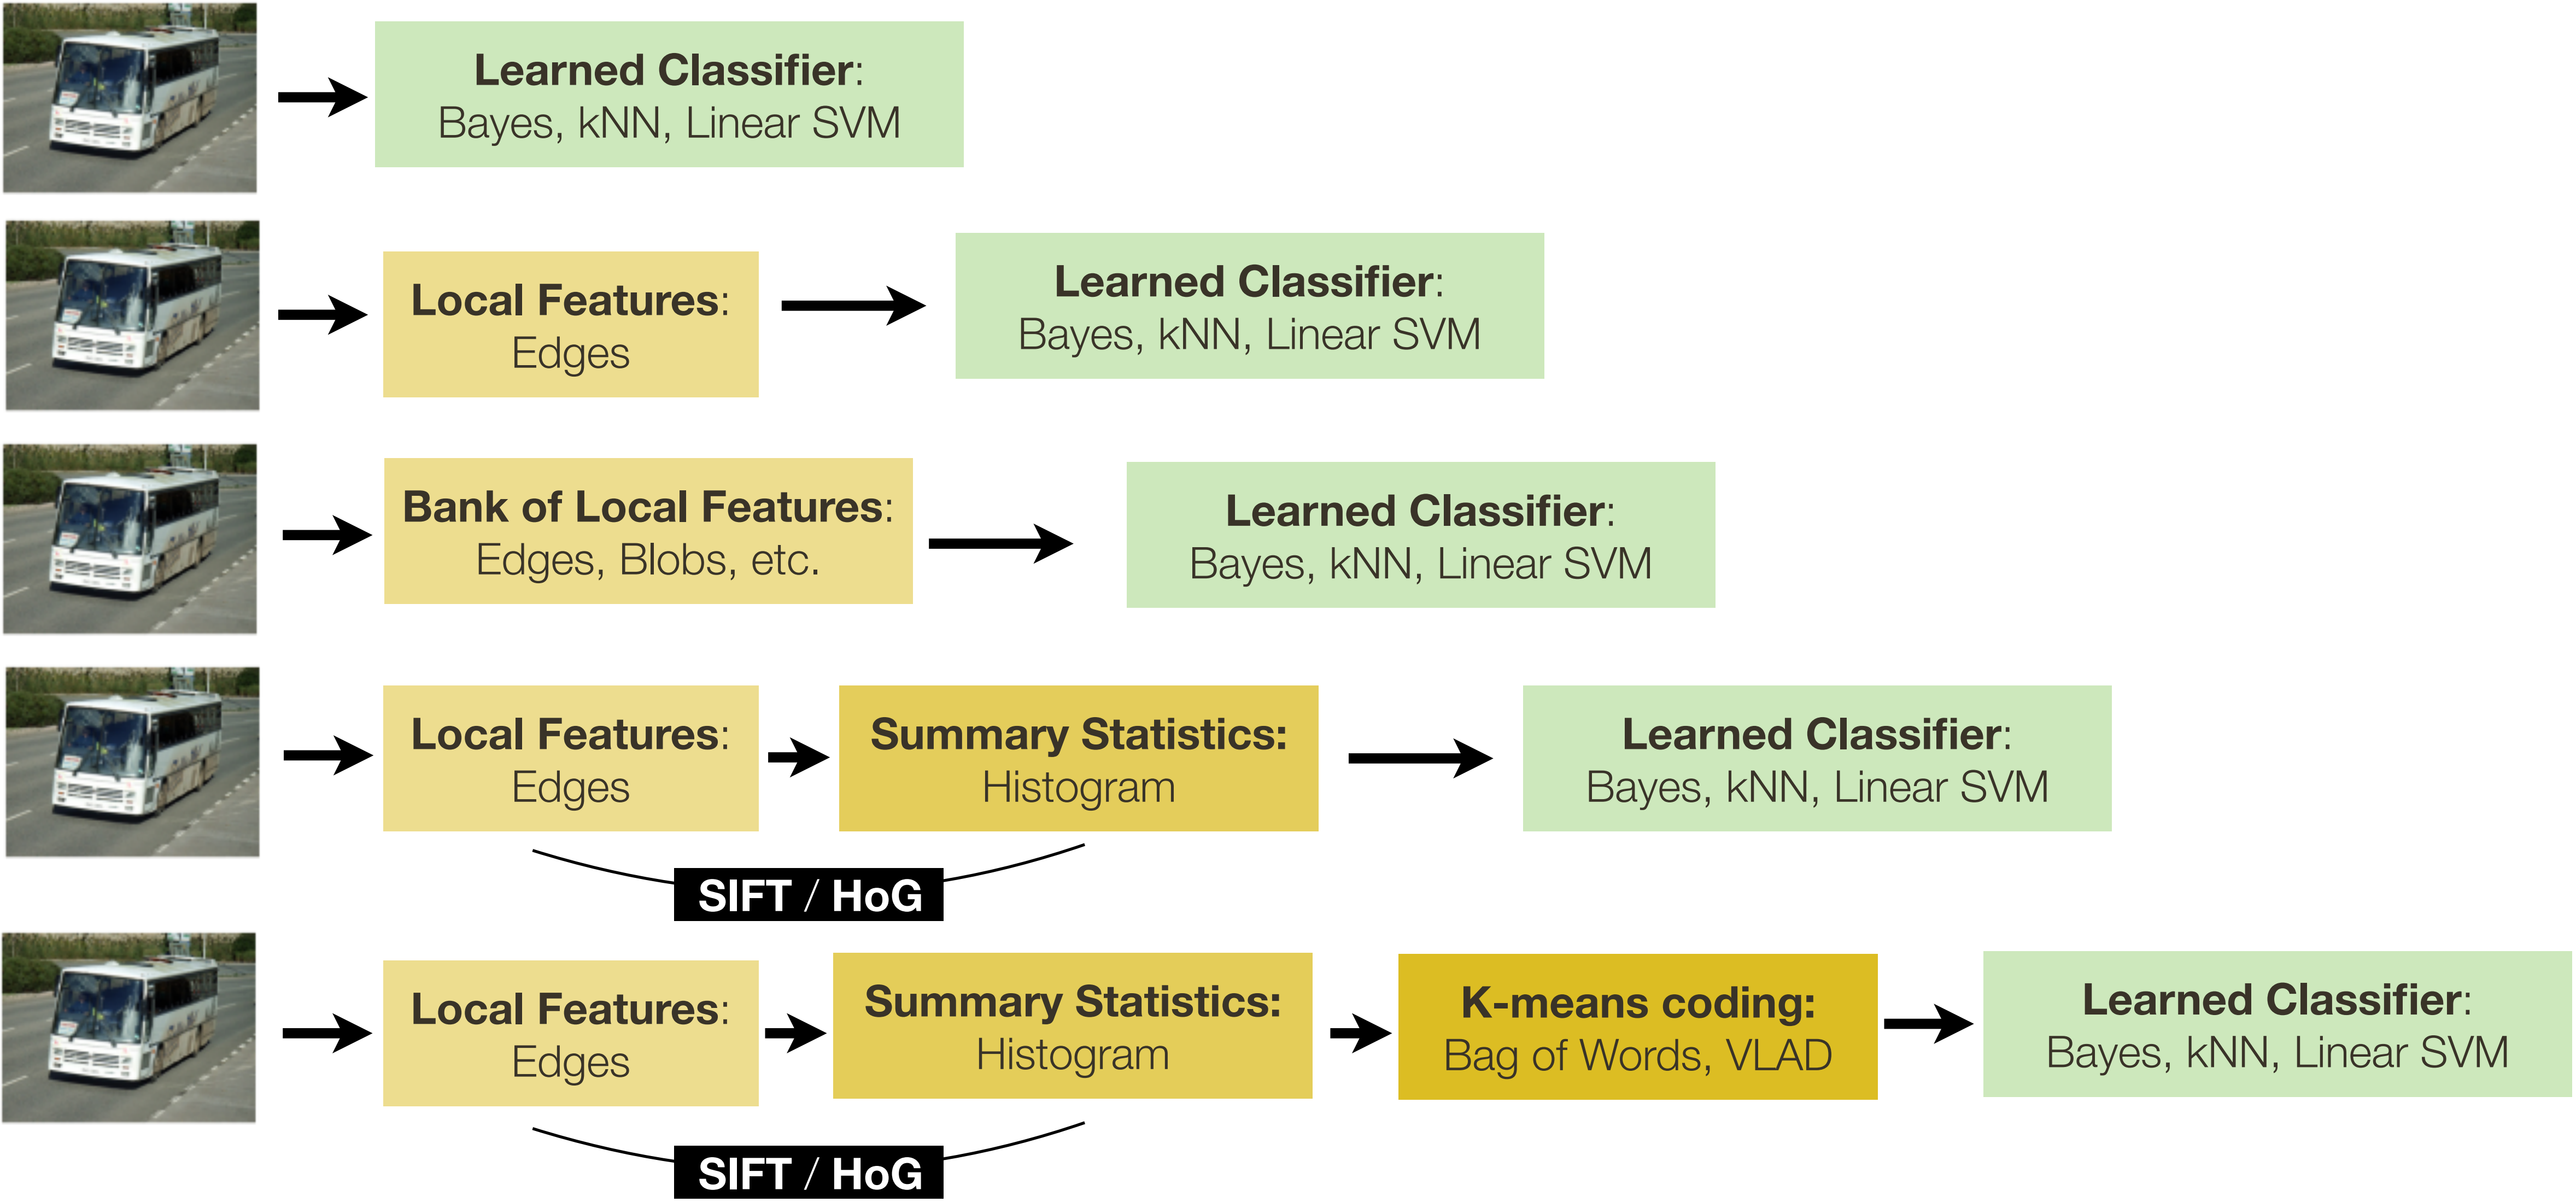 Learned Classifier:
Bayes, kNN, Linear SVM
Local Features:
Edges
Learned Classifier:
Bayes, kNN, Linear SVM
Bank of Local Features:
Edges, Blobs, etc.
Learned Classifier:
Bayes, kNN, Linear SVM
Local Features:
Edges
Summary Statistics:
Histogram
Learned Classifier:
Bayes, kNN, Linear SVM
SIFT / HoG
Local Features:
Edges
Summary Statistics:
Histogram
K-means coding:
Bag of Words, VLAD
Learned Classifier:
Bayes, kNN, Linear SVM
SIFT / HoG